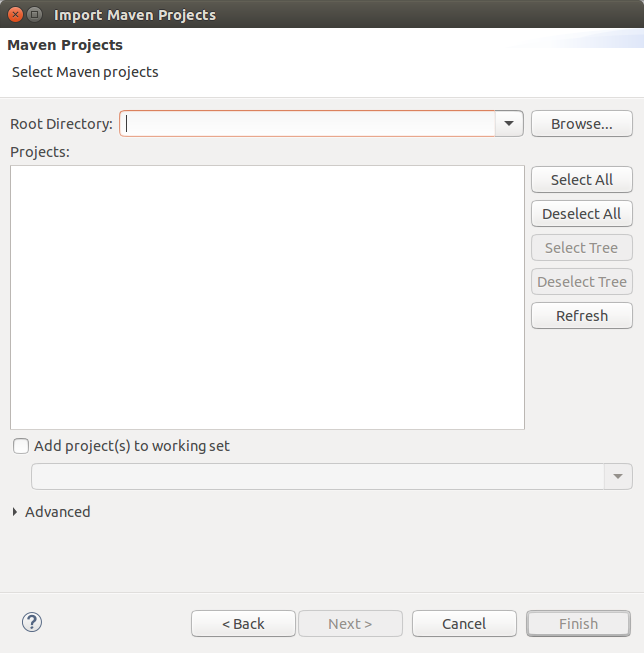 Import Maven Projects
Maven Projects
Select Maven projects
Root Directory:
Browse...
Projects:
Select All
Deselect All
Select Tree
Deselect Tree
Refresh
Add project(s) to working set
Advanced
?
< Back
Next >
Cancel
Finish